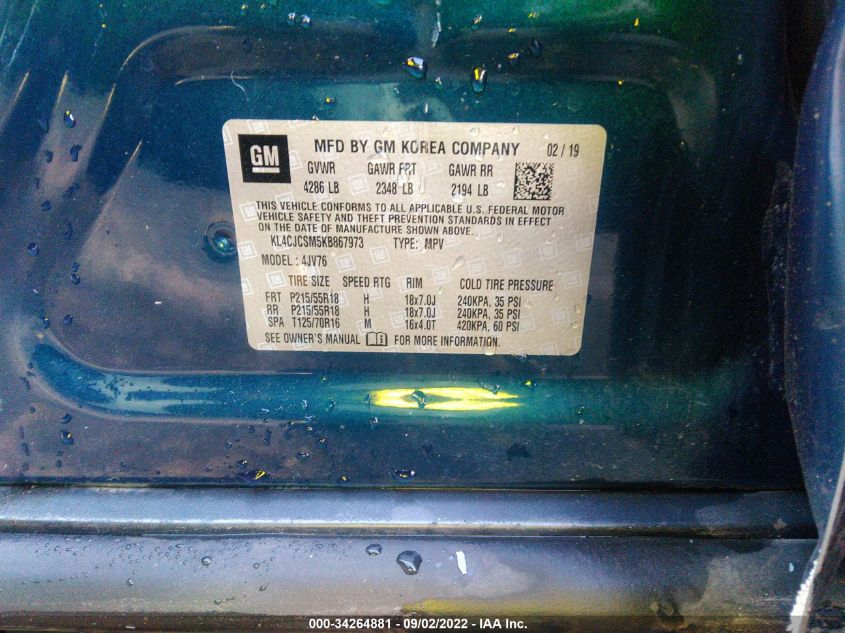 GM MFD BY GM KOREA COMPANY 02/19
GVWR GAWR FRT GAWR RR
4286 LB 2348 LB 2194 LB
THIS VEHICLE CONFORMS TO ALL APPLICABLE U.S. FEDERAL MOTOR
VEHICLE SAFETY AND THEFT PREVENTION STANDARDS IN EFFECT
ON THE DATE OF MANUFACTURE SHOWN ABOVE.
KL4CJCSM5KB867973 TYPE: MPV
MODEL: 4JV76
TIRE SIZE SPEED RTG RIM COLD TIRE PRESSURE
FRT P215/55R18 H 18x7.0J 240KPA, 35 PSI
RR P215/55R18 H 18x7.0J 240KPA, 35 PSI
SPA T125/70R16 M 16x4.0T 420KPA, 60 PSI
SEE OWNER'S MANUAL FOR MORE INFORMATION.
000-34264881 - 09/02/2022 - IAA Inc.